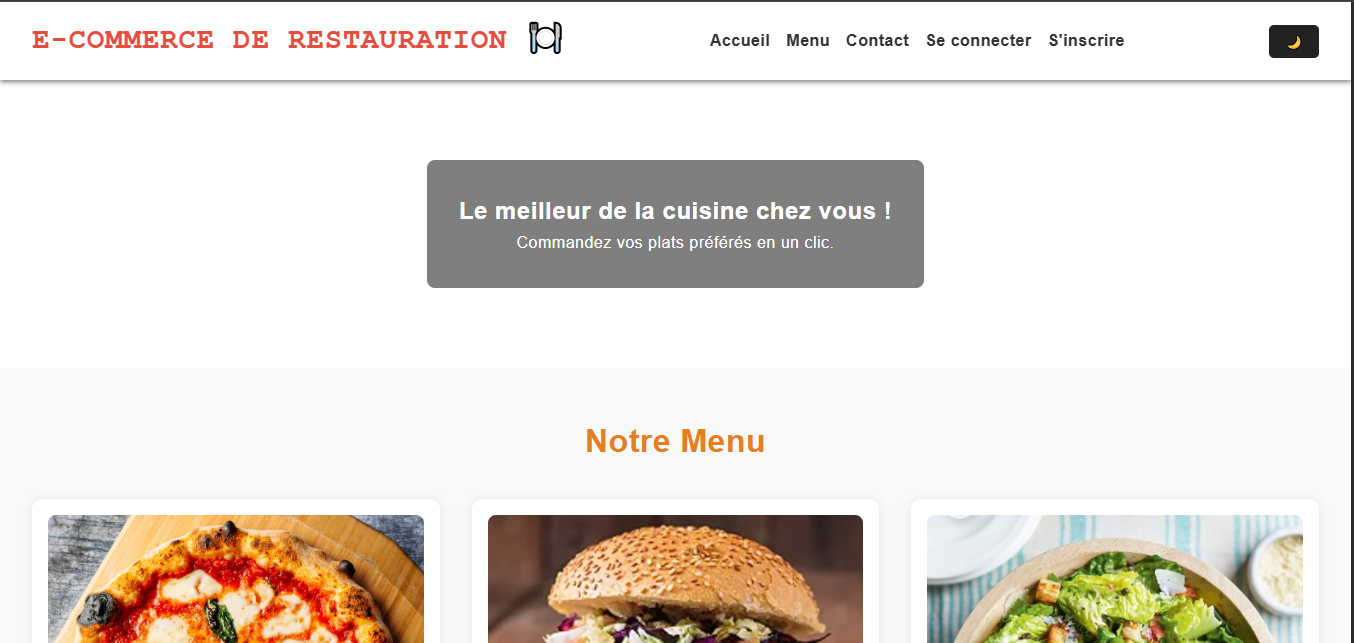 E-COMMERCE DE RESTAURATION
Accueil Menu Contact Se connecter S'inscrire
Le meilleur de la cuisine chez vous !
Commandez vos plats préférés en un clic.
Notre Menu